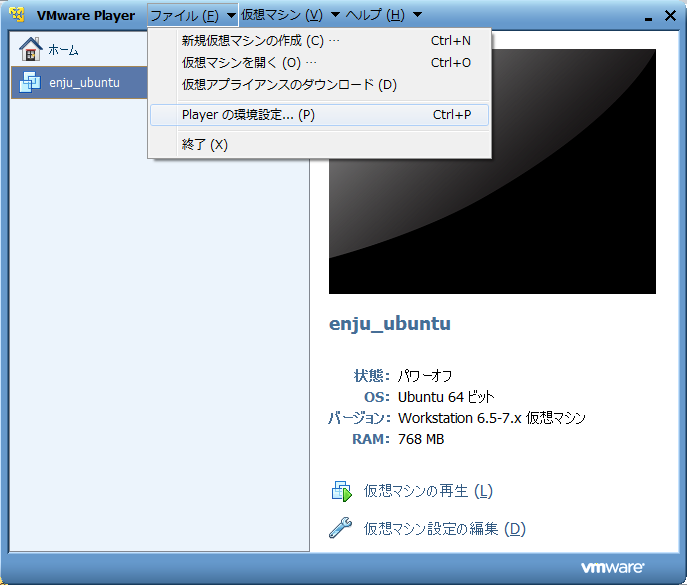 VMware Player ファイル (F) 仮想マシン (V) ヘルプ (H)
ホーム
enju_ubuntu
新規仮想マシンの作成 (C) … Ctrl+N
仮想マシンを開く (O) … Ctrl+O
仮想アプライアンスのダウンロード (D)
Player の環境設定... (P) Ctrl+P
終了 (X)
enju_ubuntu
状態: パワーオフ
OS: Ubuntu 64 ビット
バージョン: Workstation 6.5-7.x 仮想マシン
RAM: 768 MB
仮想マシンの再生 (L)
仮想マシン設定の編集 (D)
vmware